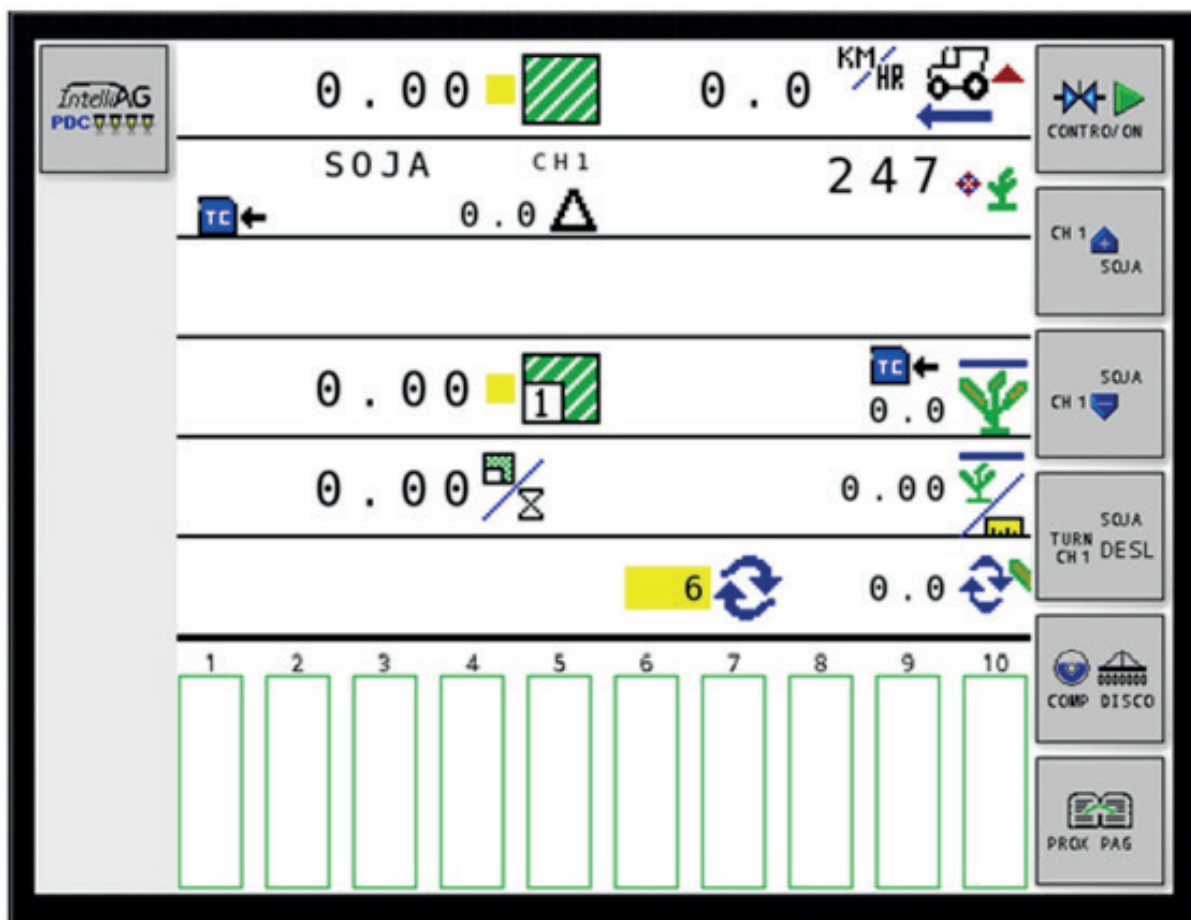 IntelliAG
PDC
0.00
0.0 KM/HR
CONTRO/ON
SOJA CH1 247
TC 0.0
CH 1
SOJA
0.00 1
TC
0.0
SOJA
CH 1
0.00
0.00
SOJA
TURN DESL
CH 1
6 0.0
1 2 3 4 5 6 7 8 9 10
COMP DISCO
PROX PAG